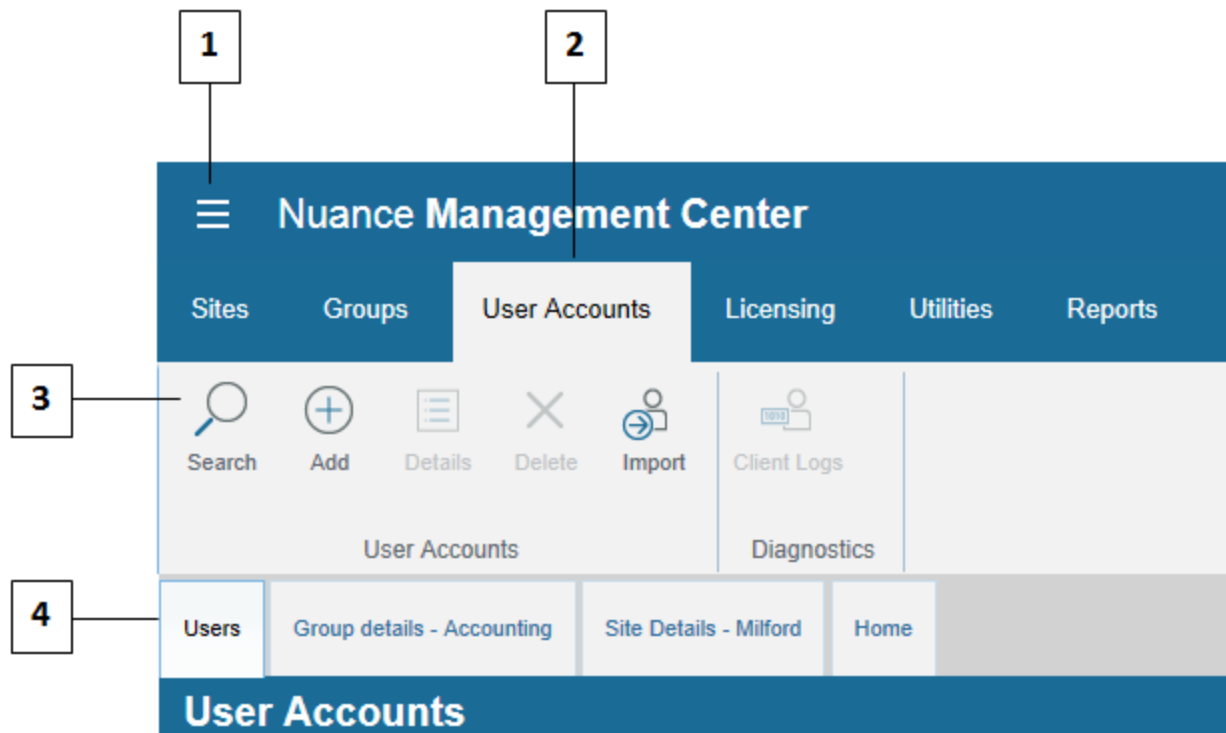 1
2
Nuance Management Center
Sites Groups User Accounts Licensing Utilities Reports
3
Search Add Details Delete Import Client Logs
User Accounts Diagnostics
4
Users Group details - Accounting Site Details - Milford Home
User Accounts